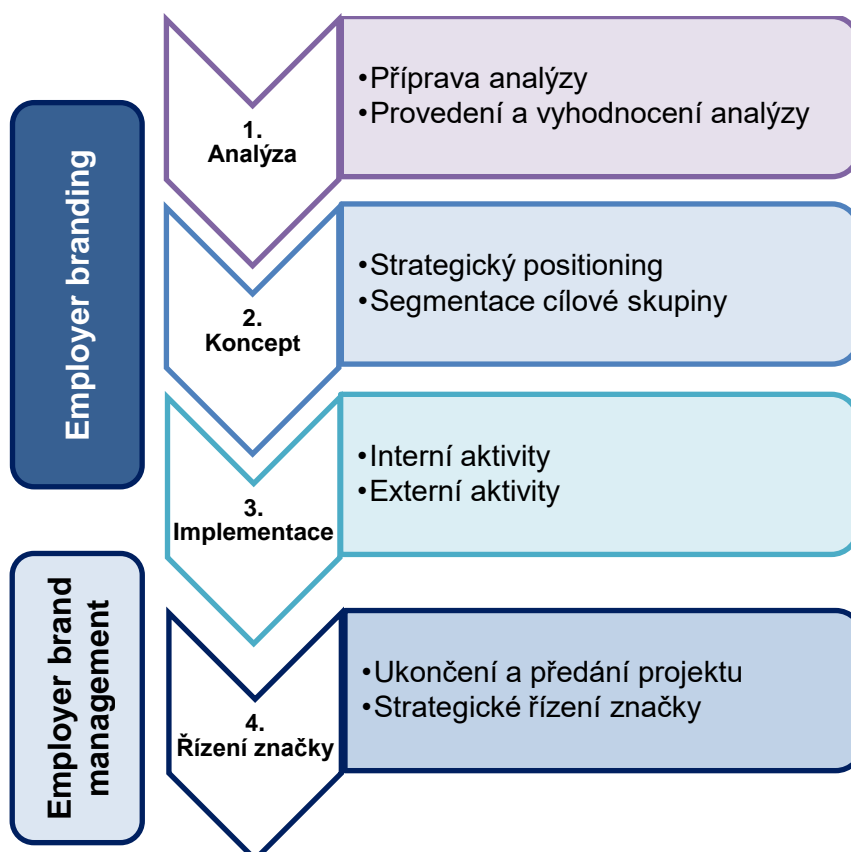 Employer branding
1.
Analýza
•Příprava analýzy
•Provedení a vyhodnocení analýzy
2.
Koncept
•Strategický positioning
•Segmentace cílové skupiny
3.
Implementace
•Interní aktivity
•Externí aktivity
Employer brand
management
4.
Řízení značky
•Ukončení a předání projektu
•Strategické řízení značky